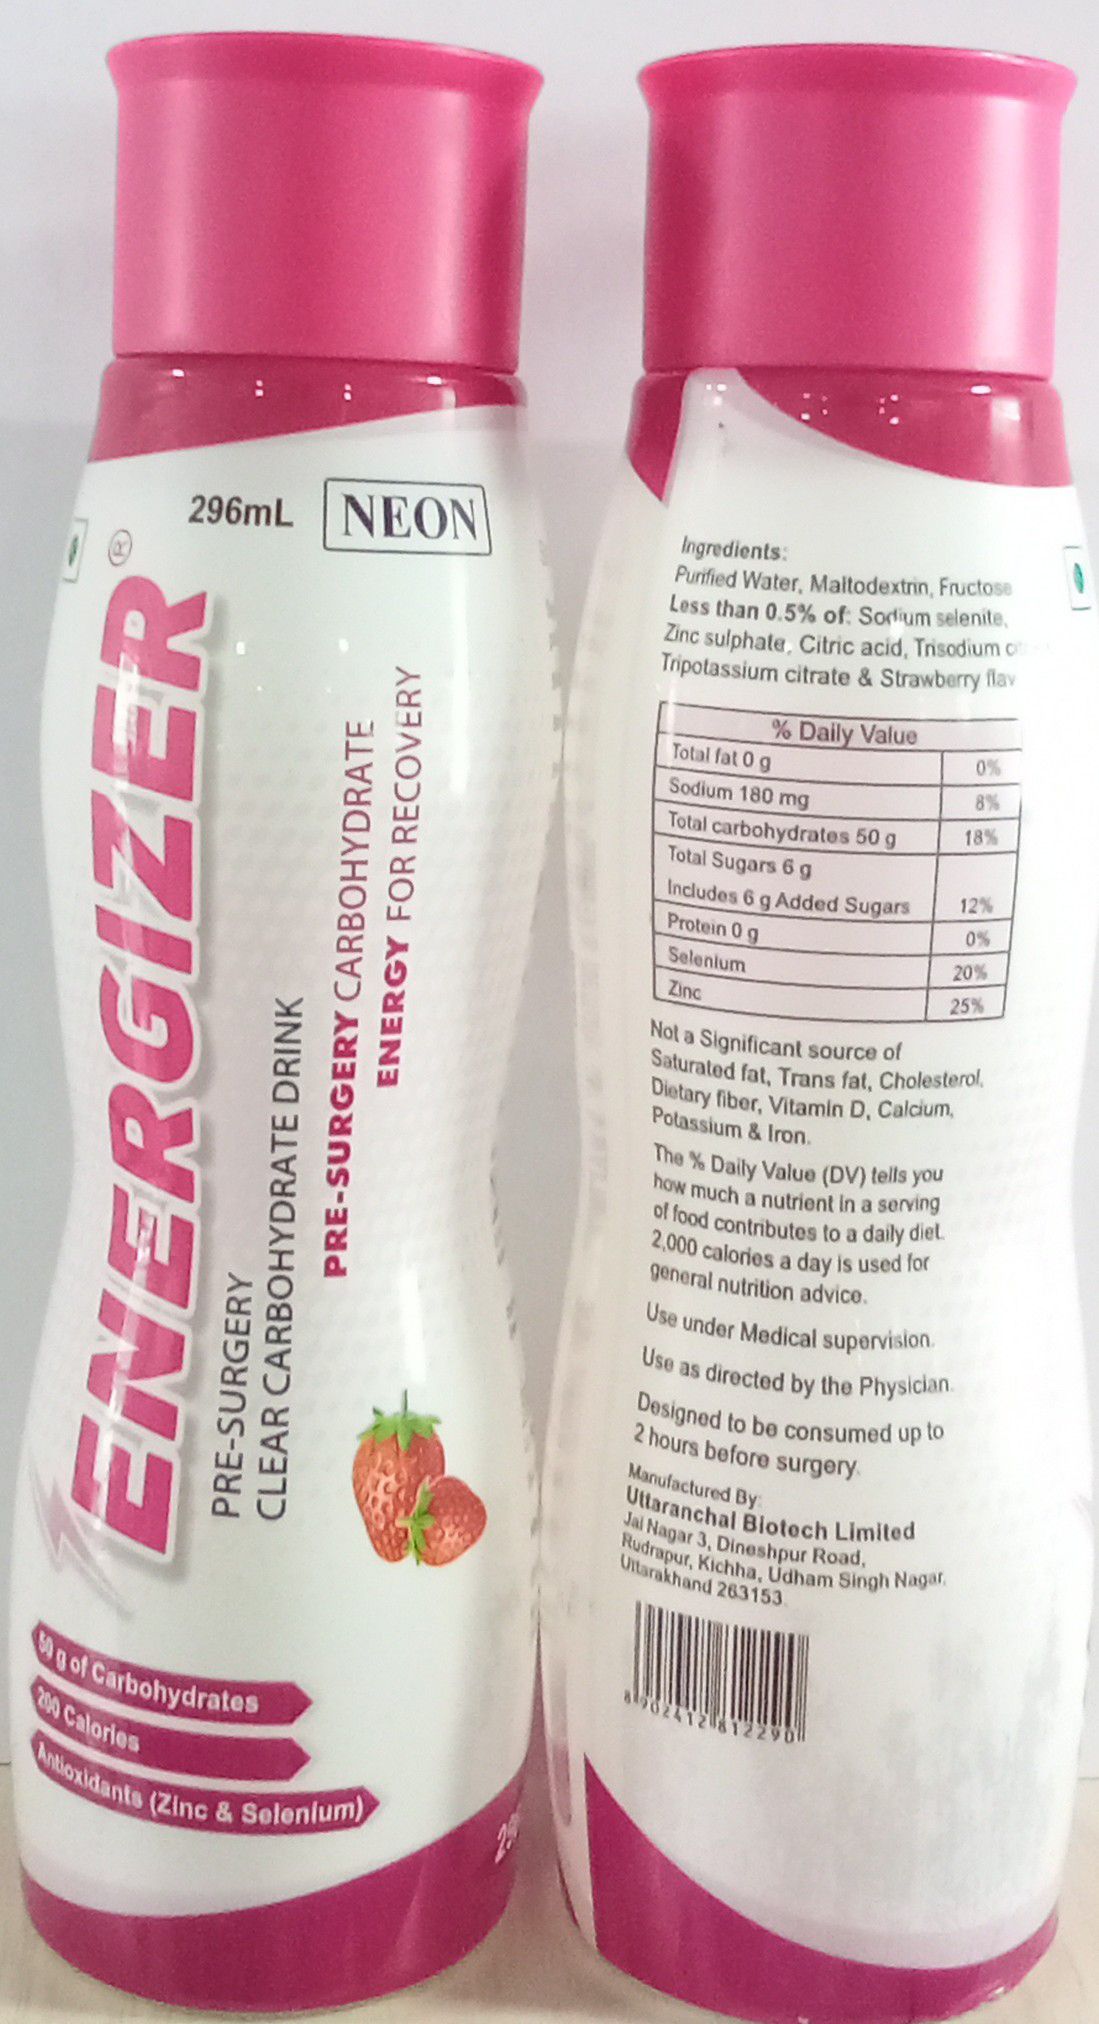 296mL
NEON
ENERGIZER®
PRE-SURGERY
CLEAR CARBOHYDRATE DRINK
PRE-SURGERY CARBOHYDRATE
ENERGY FOR RECOVERY
50 g of Carbohydrates
200 Calories
Antioxidants (Zinc & Selenium)
Ingredients:
Purified Water, Maltodextrin, Fructose
Less than 0.5% of: Sodium selenite,
Zinc sulphate, Citric acid, Trisodium
Tripotassium citrate & Strawberry flav
% Daily Value
Total fat 0 g 0%
Sodium 180 mg 8%
Total carbohydrates 50 g 18%
Total Sugars 6 g
Includes 6 g Added Sugars 12%
Protein 0 g 0%
Selenium 20%
Zinc 25%
Not a Significant source of
Saturated fat, Trans fat, Cholesterol,
Dietary fiber, Vitamin D, Calcium,
Potassium & Iron.
The % Daily Value (DV) tells you
how much a nutrient in a serving
of food contributes to a daily diet.
2,000 calories a day is used for
general nutrition advice.
Use under Medical supervision.
Use as directed by the Physician.
Designed to be consumed up to
2 hours before surgery.
Manufactured By:
Uttaranchal Biotech Limited
Jai Nagar 3, Dineshpur Road,
Rudrapur, Kichha, Udham Singh Nagar,
Uttarakhand 263153.
8 902412 812290